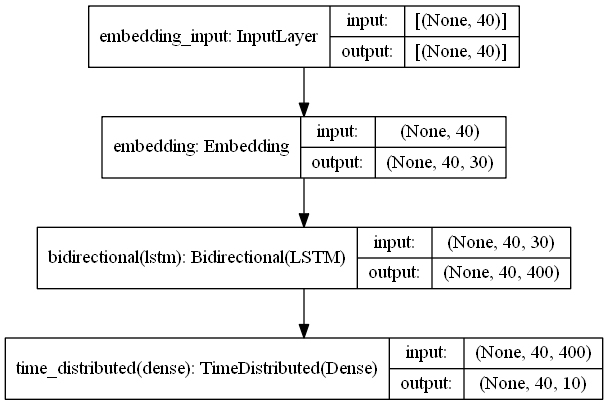 embedding_input: InputLayer
input:
[(None, 40)]
output:
[(None, 40)]
embedding: Embedding
input:
(None, 40)
output:
(None, 40, 30)
bidirectional(lstm): Bidirectional(LSTM)
input:
(None, 40, 30)
output:
(None, 40, 400)
time_distributed(dense): TimeDistributed(Dense)
input:
(None, 40, 400)
output:
(None, 40, 10)